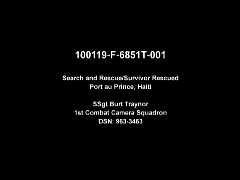 100119-F-6851T-001
Search and Rescue/Survivor Rescued
Port au Prince, Haiti
SSgt Burt Traynor
1st Combat Camera Squadron
DSN: 963-3463